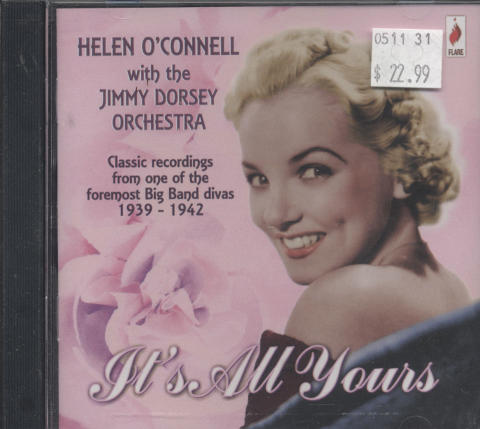 HELEN O'CONNELL
with the
JIMMY DORSEY
ORCHESTRA
Classic recordings
from one of the
foremost Big Band divas
1939 - 1942
0511 31
$ 22.99
FLARE
It's All Yours